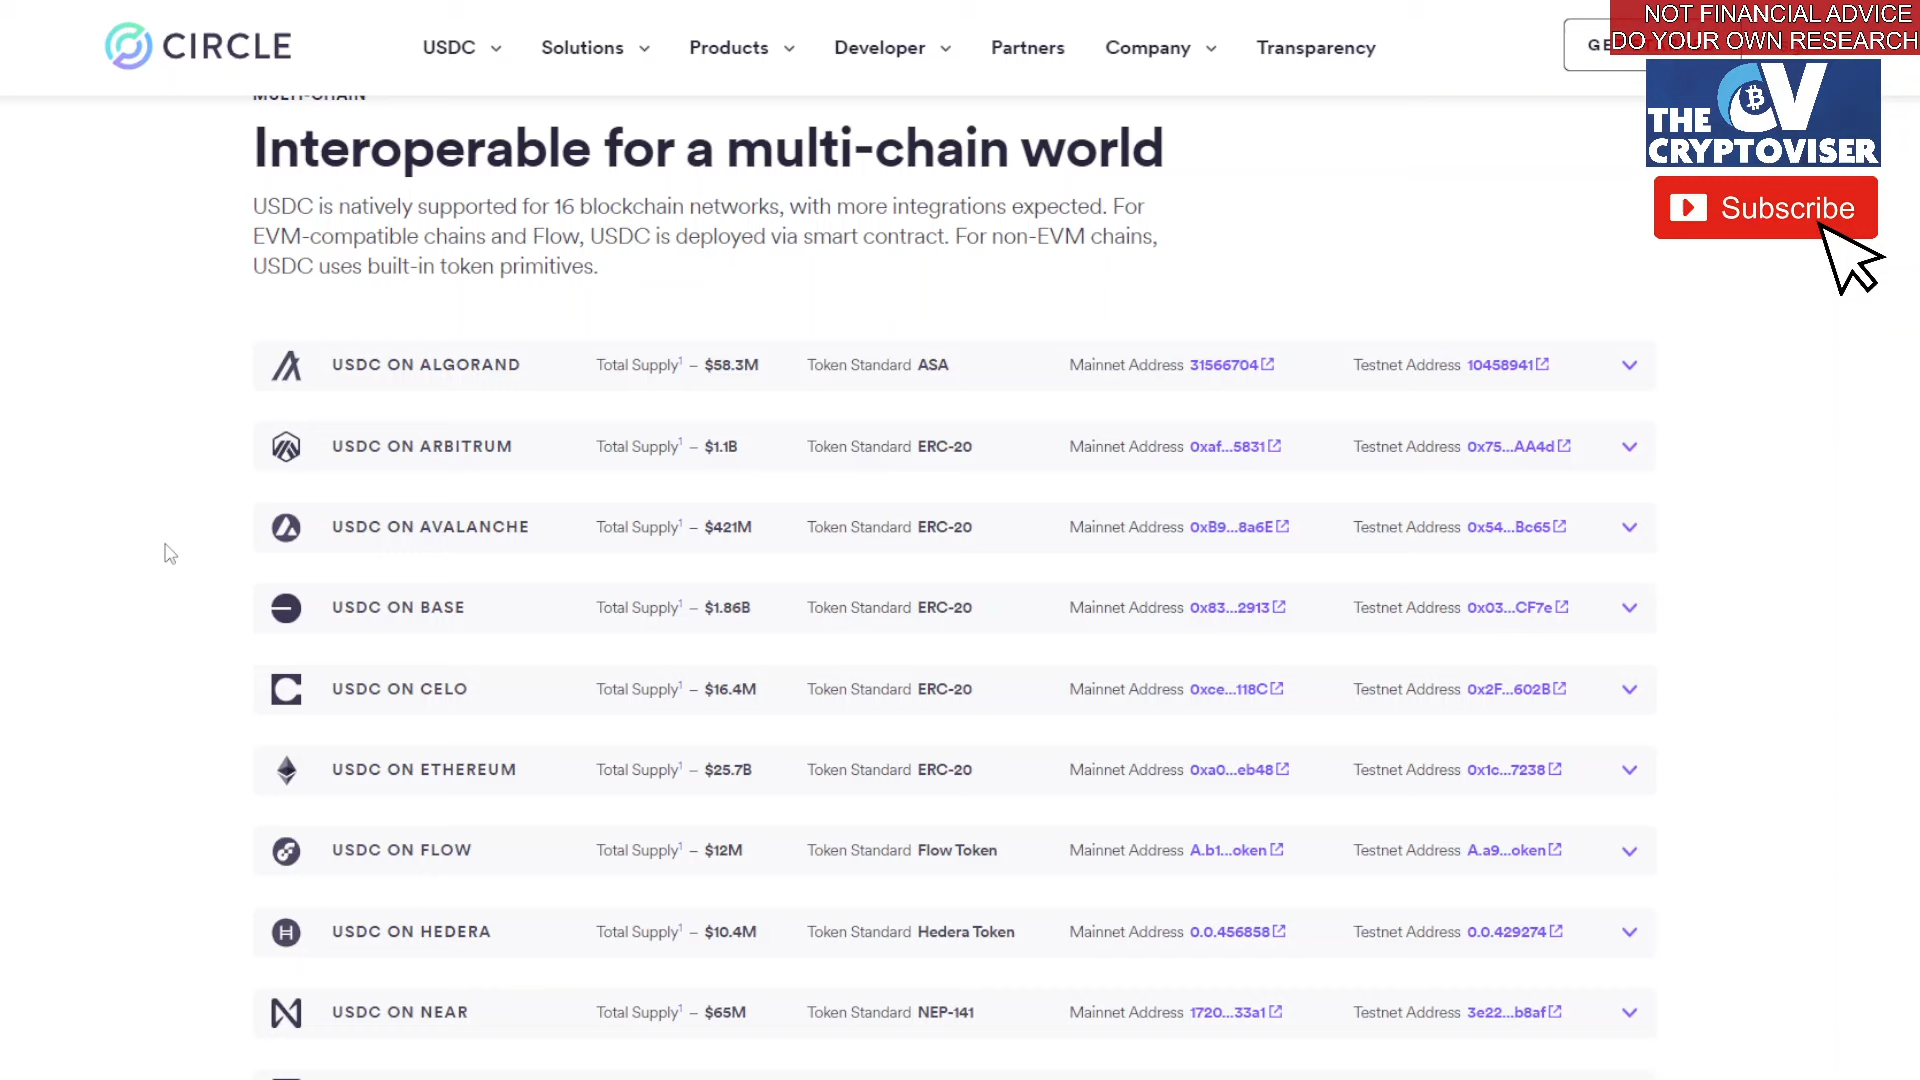 CIRCLE
USDC
Solutions
Products
Developer
Partners
Company
Transparency
GE
NOT FINANCIAL ADVICE
DO YOUR OWN RESEARCH
THE
CV
CRYPTOVISER
Subscribe
MULTI-CHAIN
Interoperable for a multi-chain world
USDC is natively supported for 16 blockchain networks, with more integrations expected. For
EVM-compatible chains and Flow, USDC is deployed via smart contract. For non-EVM chains,
USDC uses built-in token primitives.
USDC ON ALGORAND Total Supply¹ – $58.3M Token Standard ASA Mainnet Address 31566704 Testnet Address 10458941
USDC ON ARBITRUM Total Supply¹ – $1.1B Token Standard ERC-20 Mainnet Address 0xaf...5831 Testnet Address 0x75...AA4d
USDC ON AVALANCHE Total Supply¹ – $421M Token Standard ERC-20 Mainnet Address 0xB9...8a6E Testnet Address 0x54...Bc65
USDC ON BASE Total Supply¹ – $1.86B Token Standard ERC-20 Mainnet Address 0x83...2913 Testnet Address 0x03...CF7e
USDC ON CELO Total Supply¹ – $16.4M Token Standard ERC-20 Mainnet Address 0xce...118C Testnet Address 0x2F...602B
USDC ON ETHEREUM Total Supply¹ – $25.7B Token Standard ERC-20 Mainnet Address 0xa0...eb48 Testnet Address 0x1c...7238
USDC ON FLOW Total Supply¹ – $12M Token Standard Flow Token Mainnet Address A.b1...oken Testnet Address A.a9...oken
USDC ON HEDERA Total Supply¹ – $10.4M Token Standard Hedera Token Mainnet Address 0.0.456858 Testnet Address 0.0.429274
USDC ON NEAR Total Supply¹ – $65M Token Standard NEP-141 Mainnet Address 1720...33a1 Testnet Address 3e22...b8af